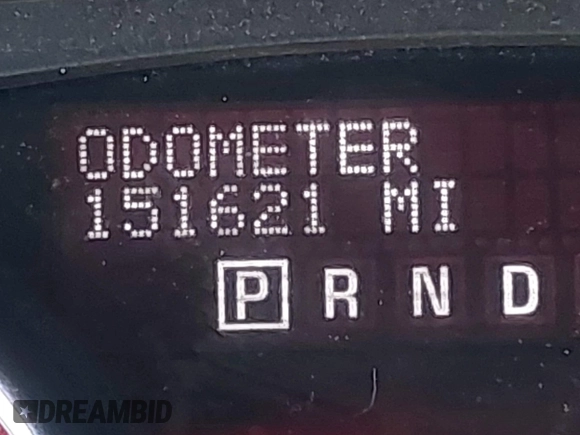 ODOMETER
151621 MI
P R N D
DREAMBID